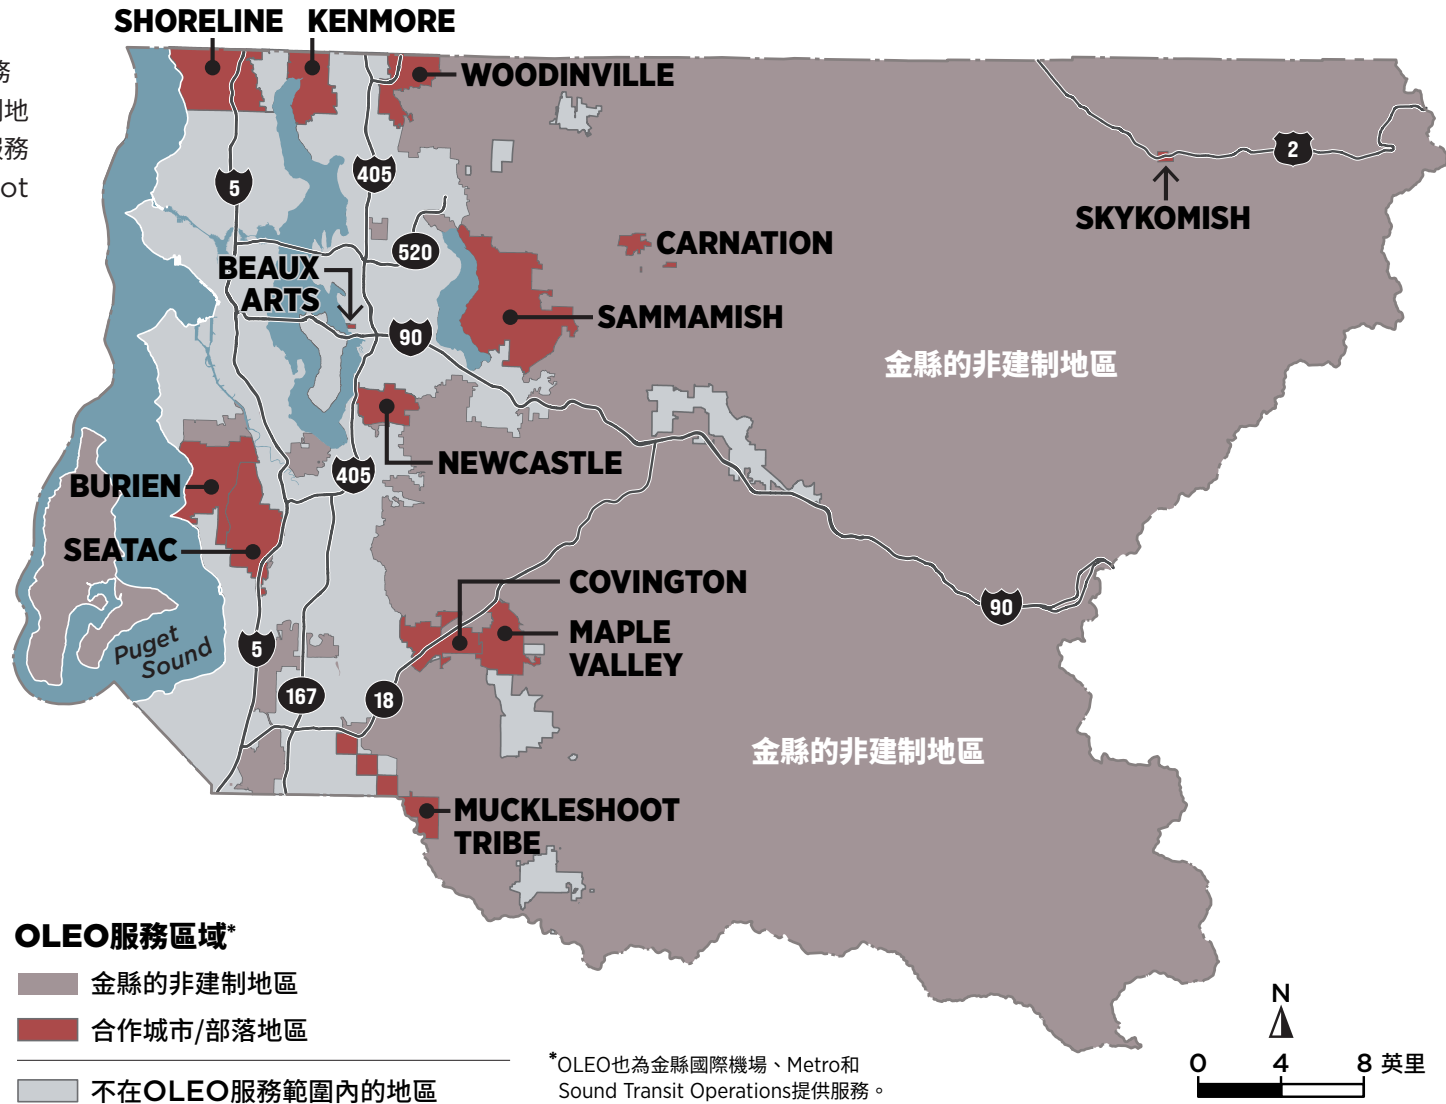 SHORELINE
KENMORE
務
WOODINVILLE
服務
ot
405
5
2
SKYKOMISH
CARNATION
520
BEAUX
ARTS
SAMMAMISH
90
金縣的非建制地區
NEWCASTLE
405
BURIEN
SEATAC
COVINGTON
90
MAPLE
VALLEY
Puget
Sound
5
167
18
金縣的非建制地區
MUCKLESHOOT
TRIBE
OLEO服務區域*
金縣的非建制地區
合作城市/部落地區
不在OLEO服務範圍內的地區
*OLEO也為金縣國際機場、Metro和
Sound Transit Operations提供服務。
N
0 4 8 英里